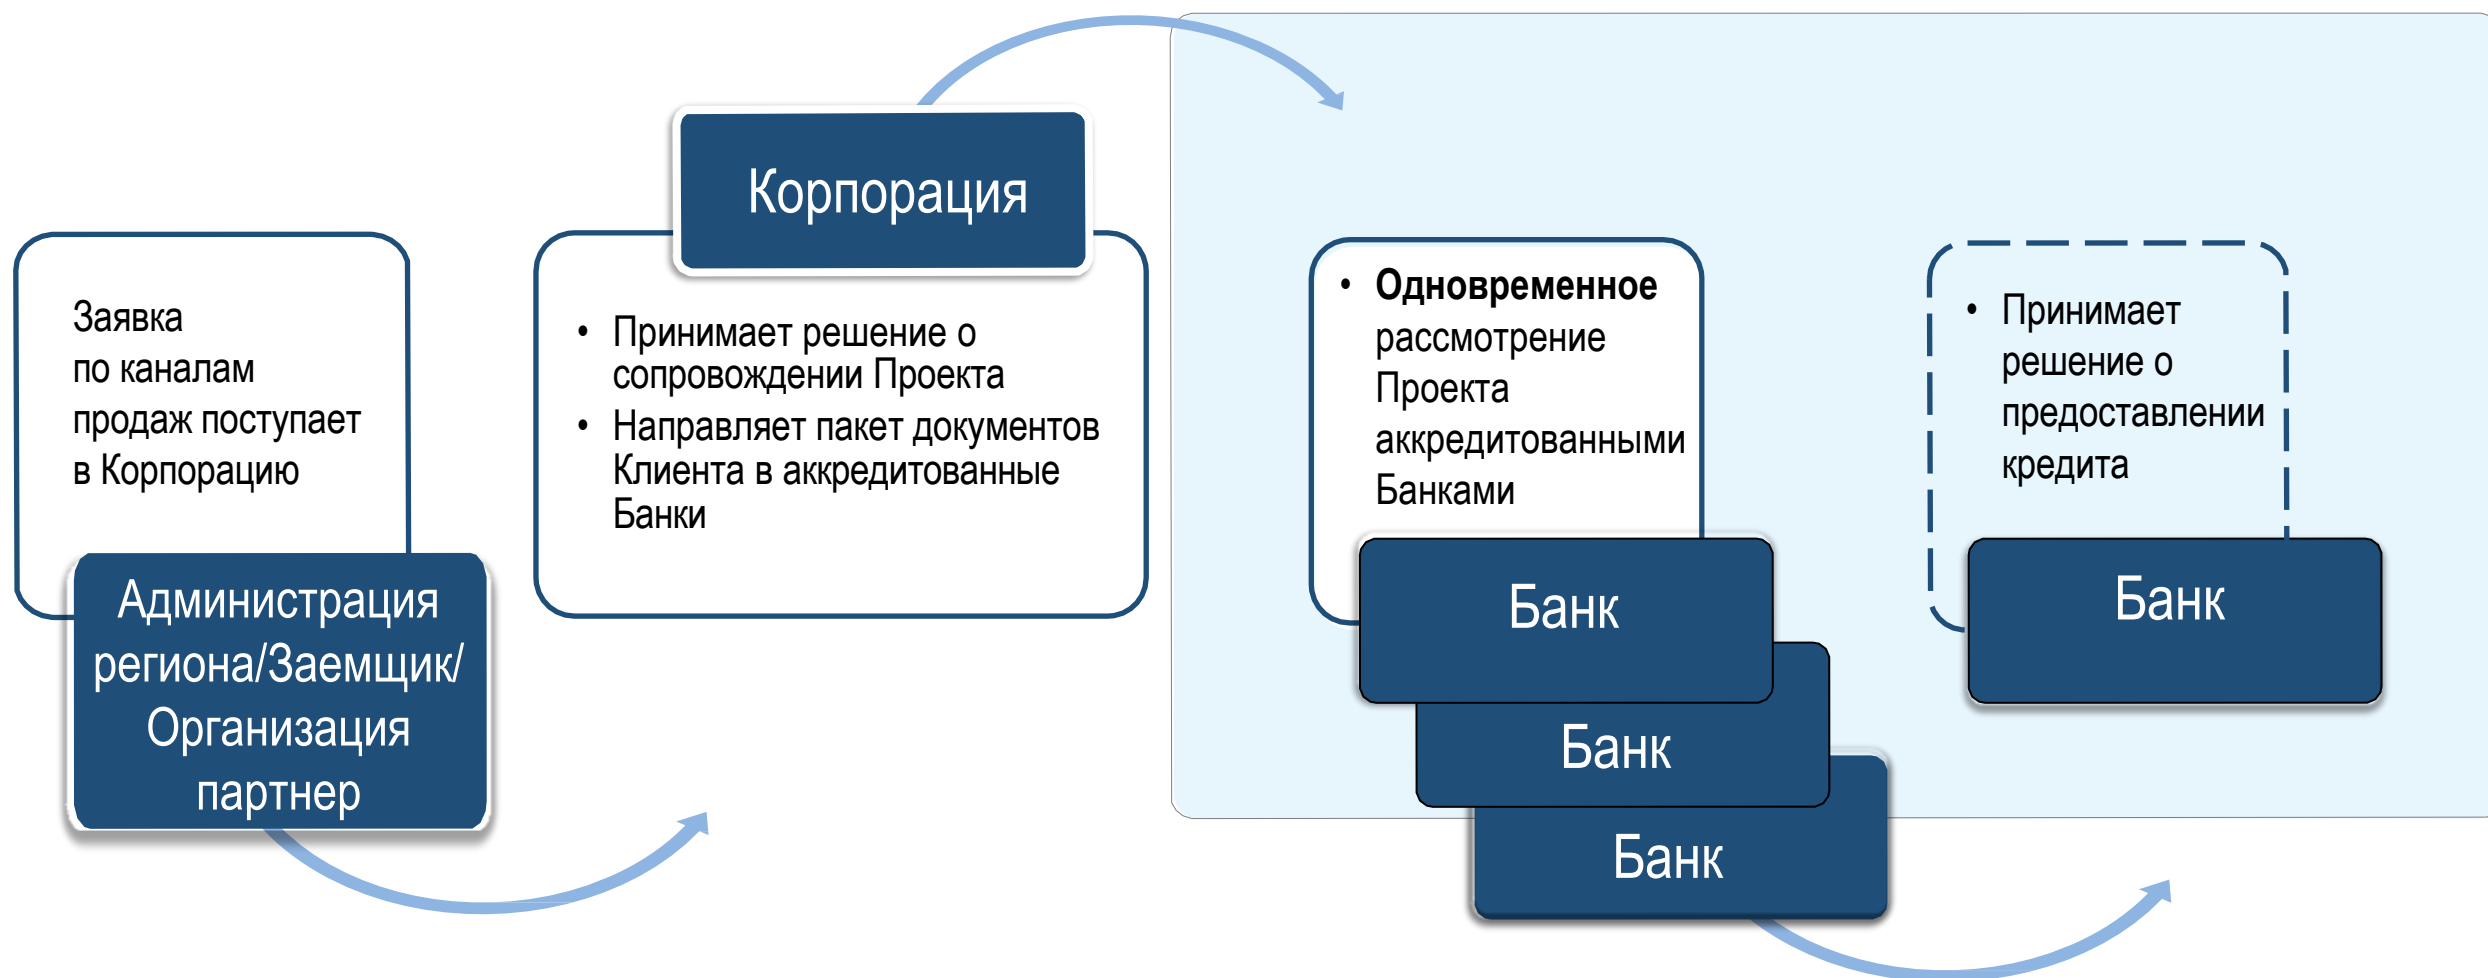 Заявка
по каналам
продаж поступает
в Корпорацию
Администрация
региона/Заемщик/
Организация
партнер
Корпорация
• Принимает решение о
сопровождении Проекта
• Направляет пакет документов
Клиента в аккредитованные
Банки
• Одновременное
рассмотрение
Проекта
аккредитованными
Банками
Банк
Банк
Банк
• Принимает
решение о
предоставлении
кредита
Банк